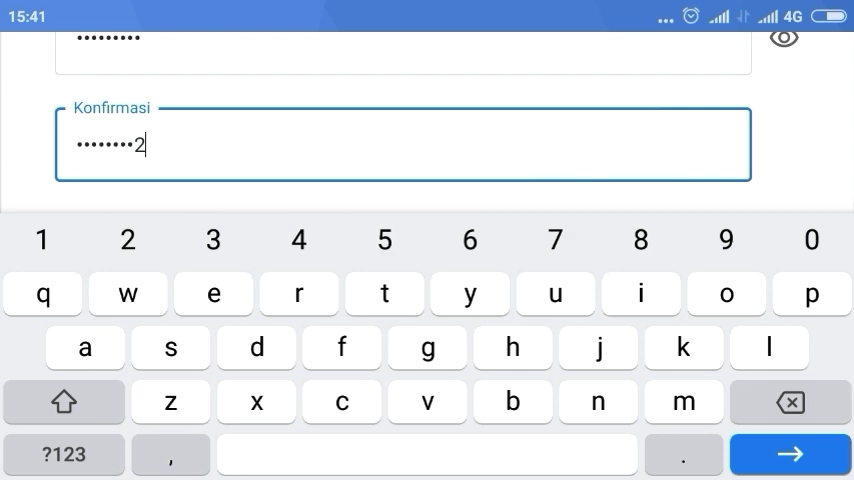 15:41 ... 4G
•••••••••
Konfirmasi
••••••••2
1 2 3 4 5 6 7 8 9 0
q w e r t y u i o p
a s d f g h j k l
z x c v b n m
?123 , .